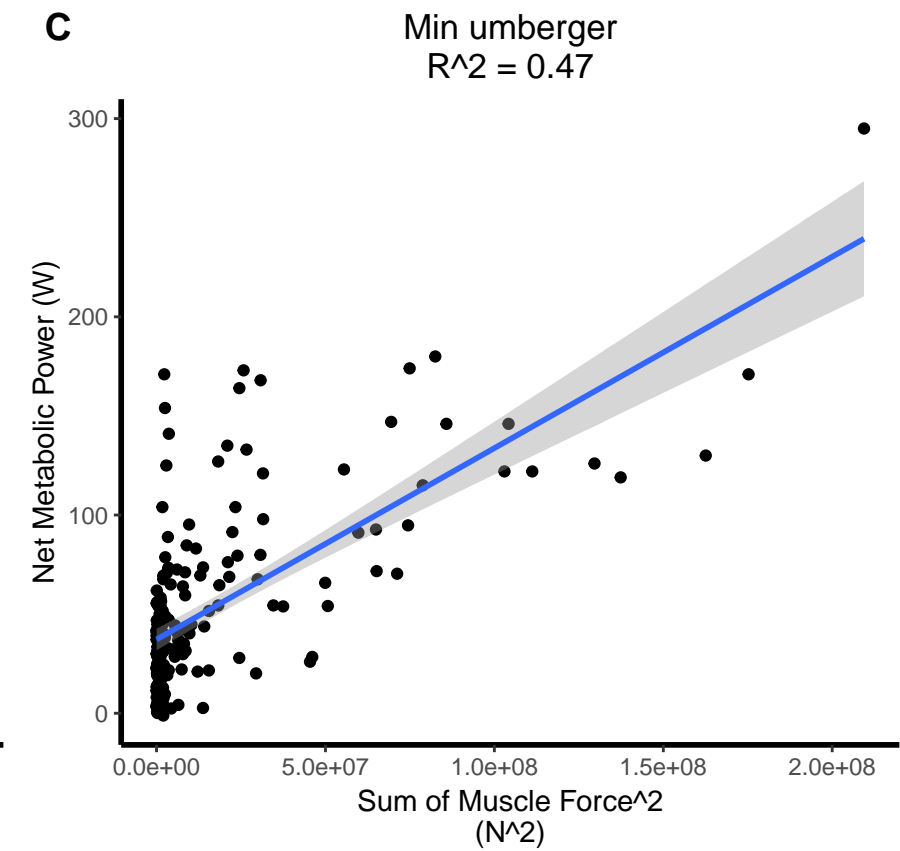 C
Min umberger
R^2 = 0.47
300
200
100
0
Net Metabolic Power (W)
0.0e+00 5.0e+07 1.0e+08 1.5e+08 2.0e+08
Sum of Muscle Force^2
(N^2)